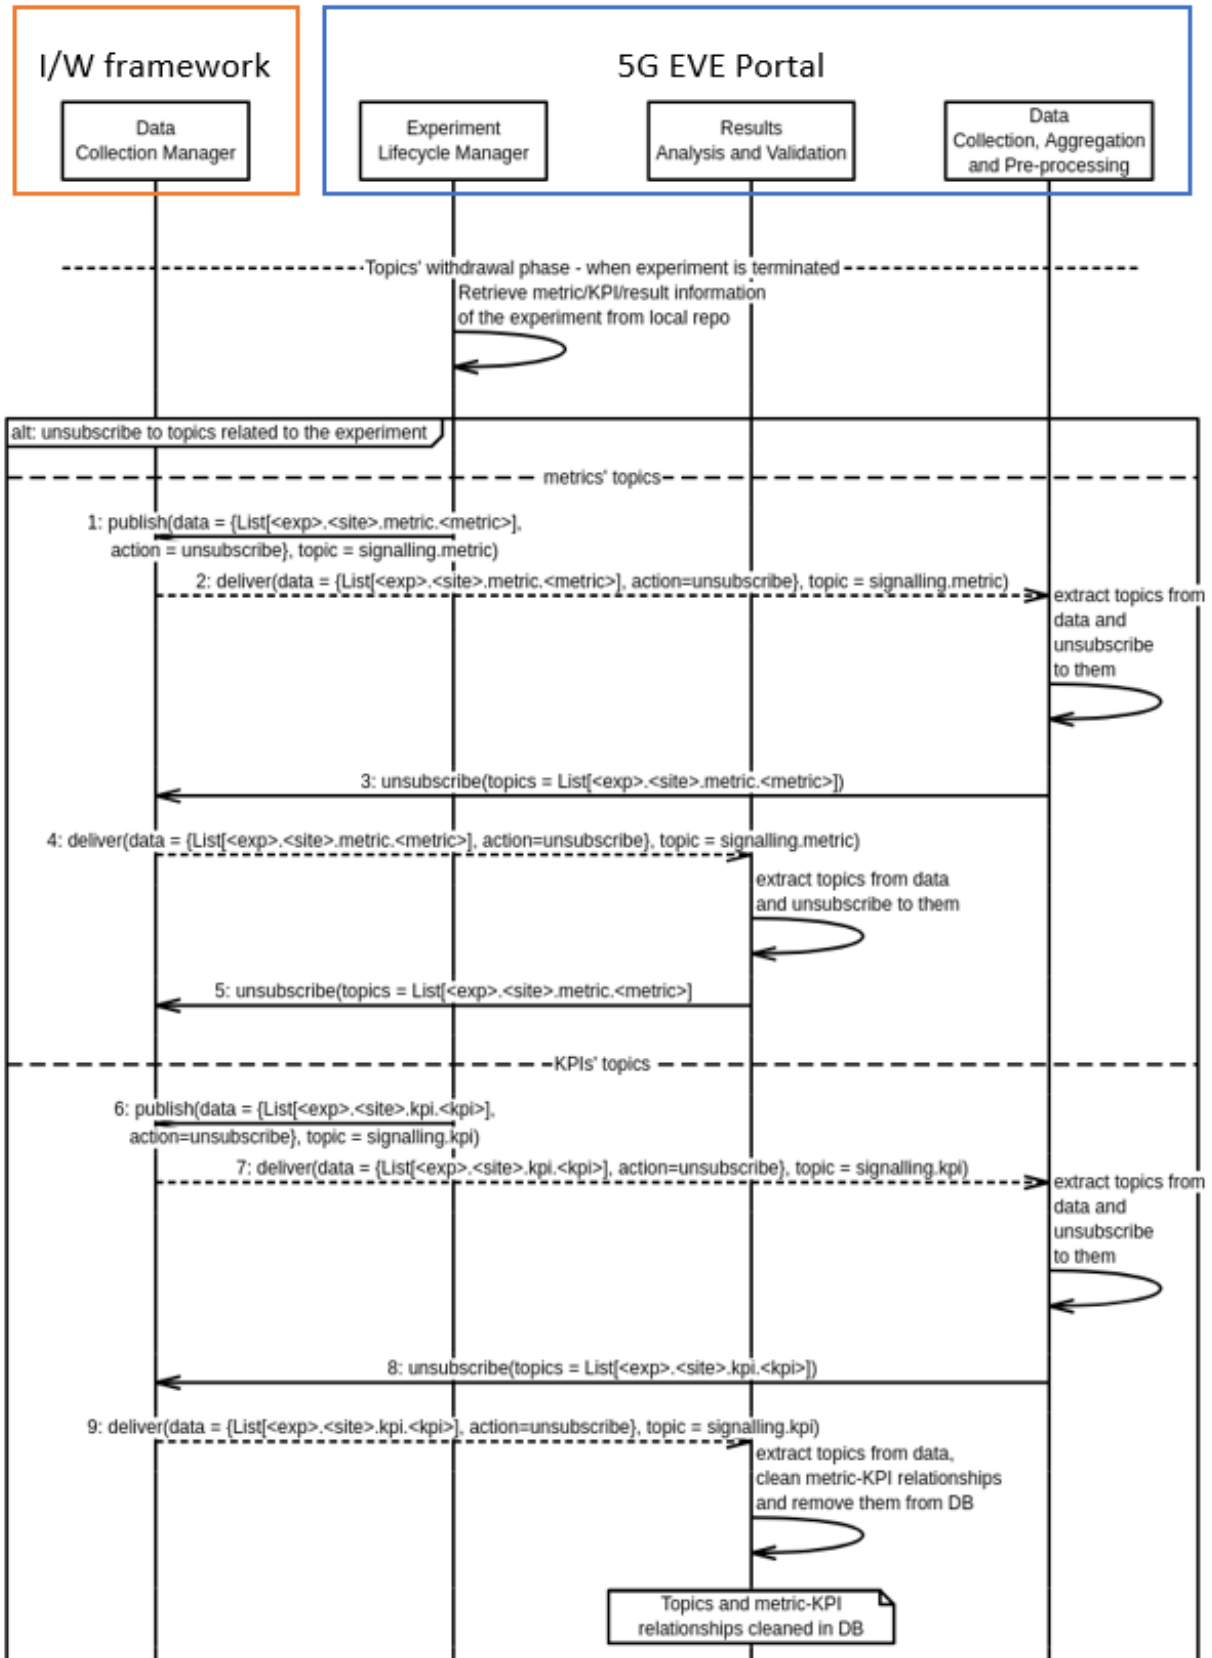 I/W framework
5G EVE Portal
Data
Collection Manager
Experiment
Lifecycle Manager
Results
Analysis and Validation
Data
Collection, Aggregation
and Pre-processing
Topics' withdrawal phase - when experiment is terminated
Retrieve metric/KPI/result information
of the experiment from local repo
alt: unsubscribe to topics related to the experiment
metrics' topics
1: publish(data = {List[<exp>.<site>.metric.<metric>],
action = unsubscribe}, topic = signalling.metric)
2: deliver(data = {List[<exp>.<site>.metric.<metric>], action=unsubscribe}, topic = signalling.metric)
extract topics from
data and
unsubscribe
to them
3: unsubscribe(topics = List[<exp>.<site>.metric.<metric>])
4: deliver(data = {List[<exp>.<site>.metric.<metric>], action=unsubscribe}, topic = signalling.metric)
extract topics from data
and unsubscribe to them
5: unsubscribe(topics = List[<exp>.<site>.metric.<metric>]
KPIs' topics
6: publish(data = {List[<exp>.<site>.kpi.<kpi>],
action=unsubscribe}, topic = signalling.kpi)
7: deliver(data = {List[<exp>.<site>.kpi.<kpi>], action=unsubscribe}, topic = signalling.kpi)
extract topics from
data and
unsubscribe
to them
8: unsubscribe(topics = List[<exp>.<site>.kpi.<kpi>])
9: deliver(data = {List[<exp>.<site>.kpi.<kpi>], action=unsubscribe}, topic = signalling.kpi)
extract topics from data,
clean metric-KPI relationships
and remove them from DB
Topics and metric-KPI
relationships cleaned in DB